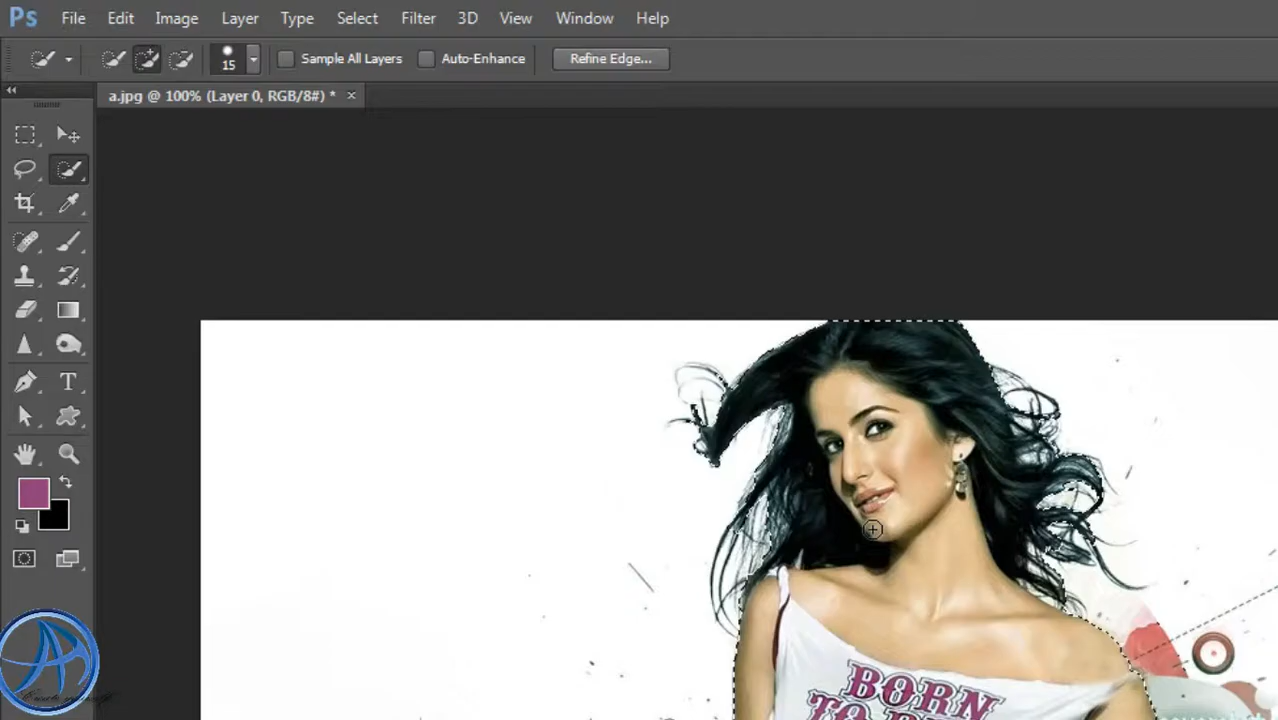 Ps File Edit Image Layer Type Select Filter 3D View Window Help
15 Sample All Layers Auto-Enhance Refine Edge...
a.jpg @ 100% (Layer 0, RGB/8#) * ×
T
BORN